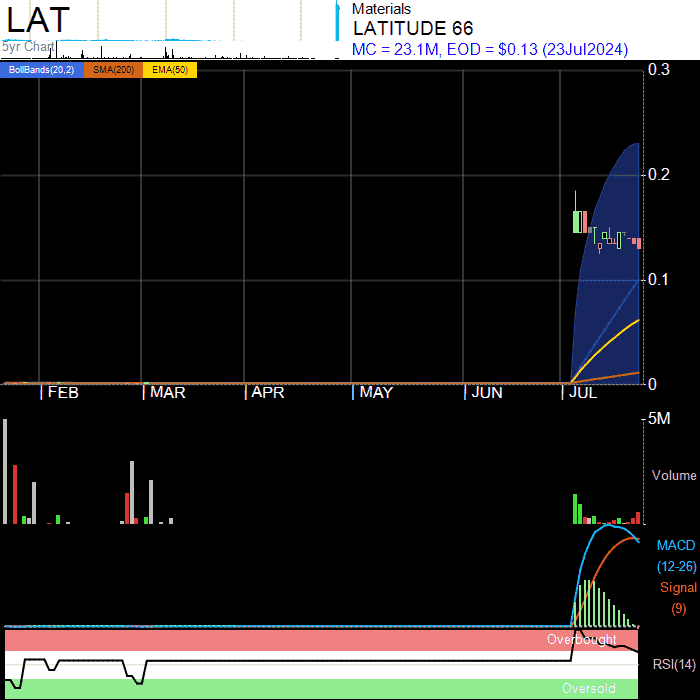 LAT
Materials
LATITUDE 66
5yr Chart
MC = 23.1M, EOD = $0.13 (23Jul2024)
BollBands(20,2) SMA(200) EMA(50)
0.3
0.2
0.1
0
FEB MAR APR MAY JUN JUL
5M
Volume
MACD
(12-26)
Signal
(9)
Overbought
RSI(14)
Oversold